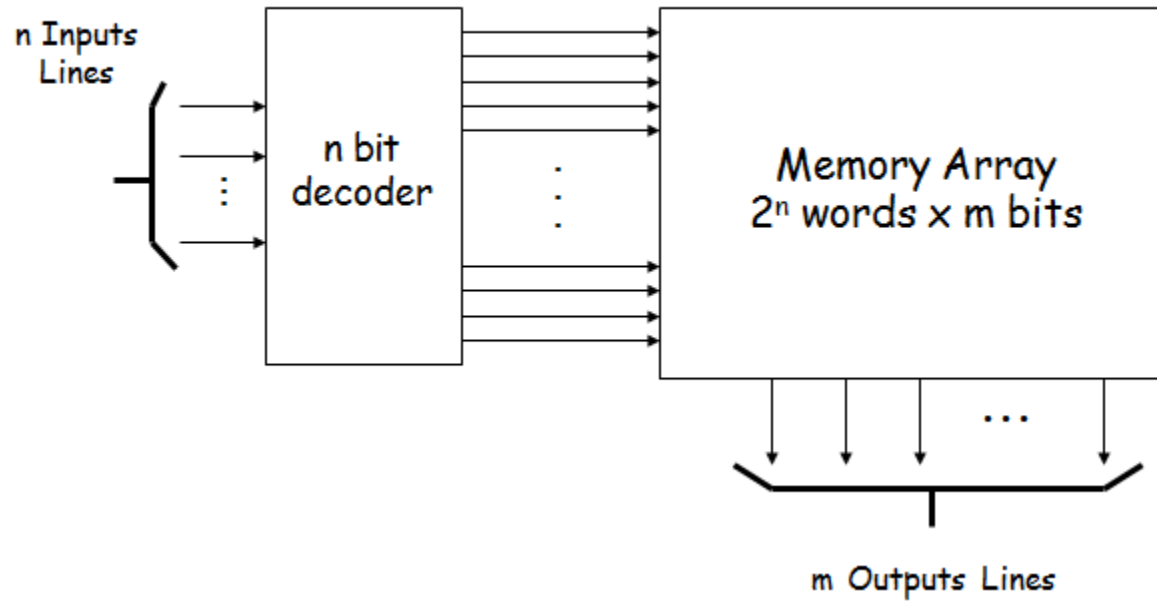 n Inputs
Lines
n bit
decoder
Memory Array
2ⁿ words x m bits
m Outputs Lines